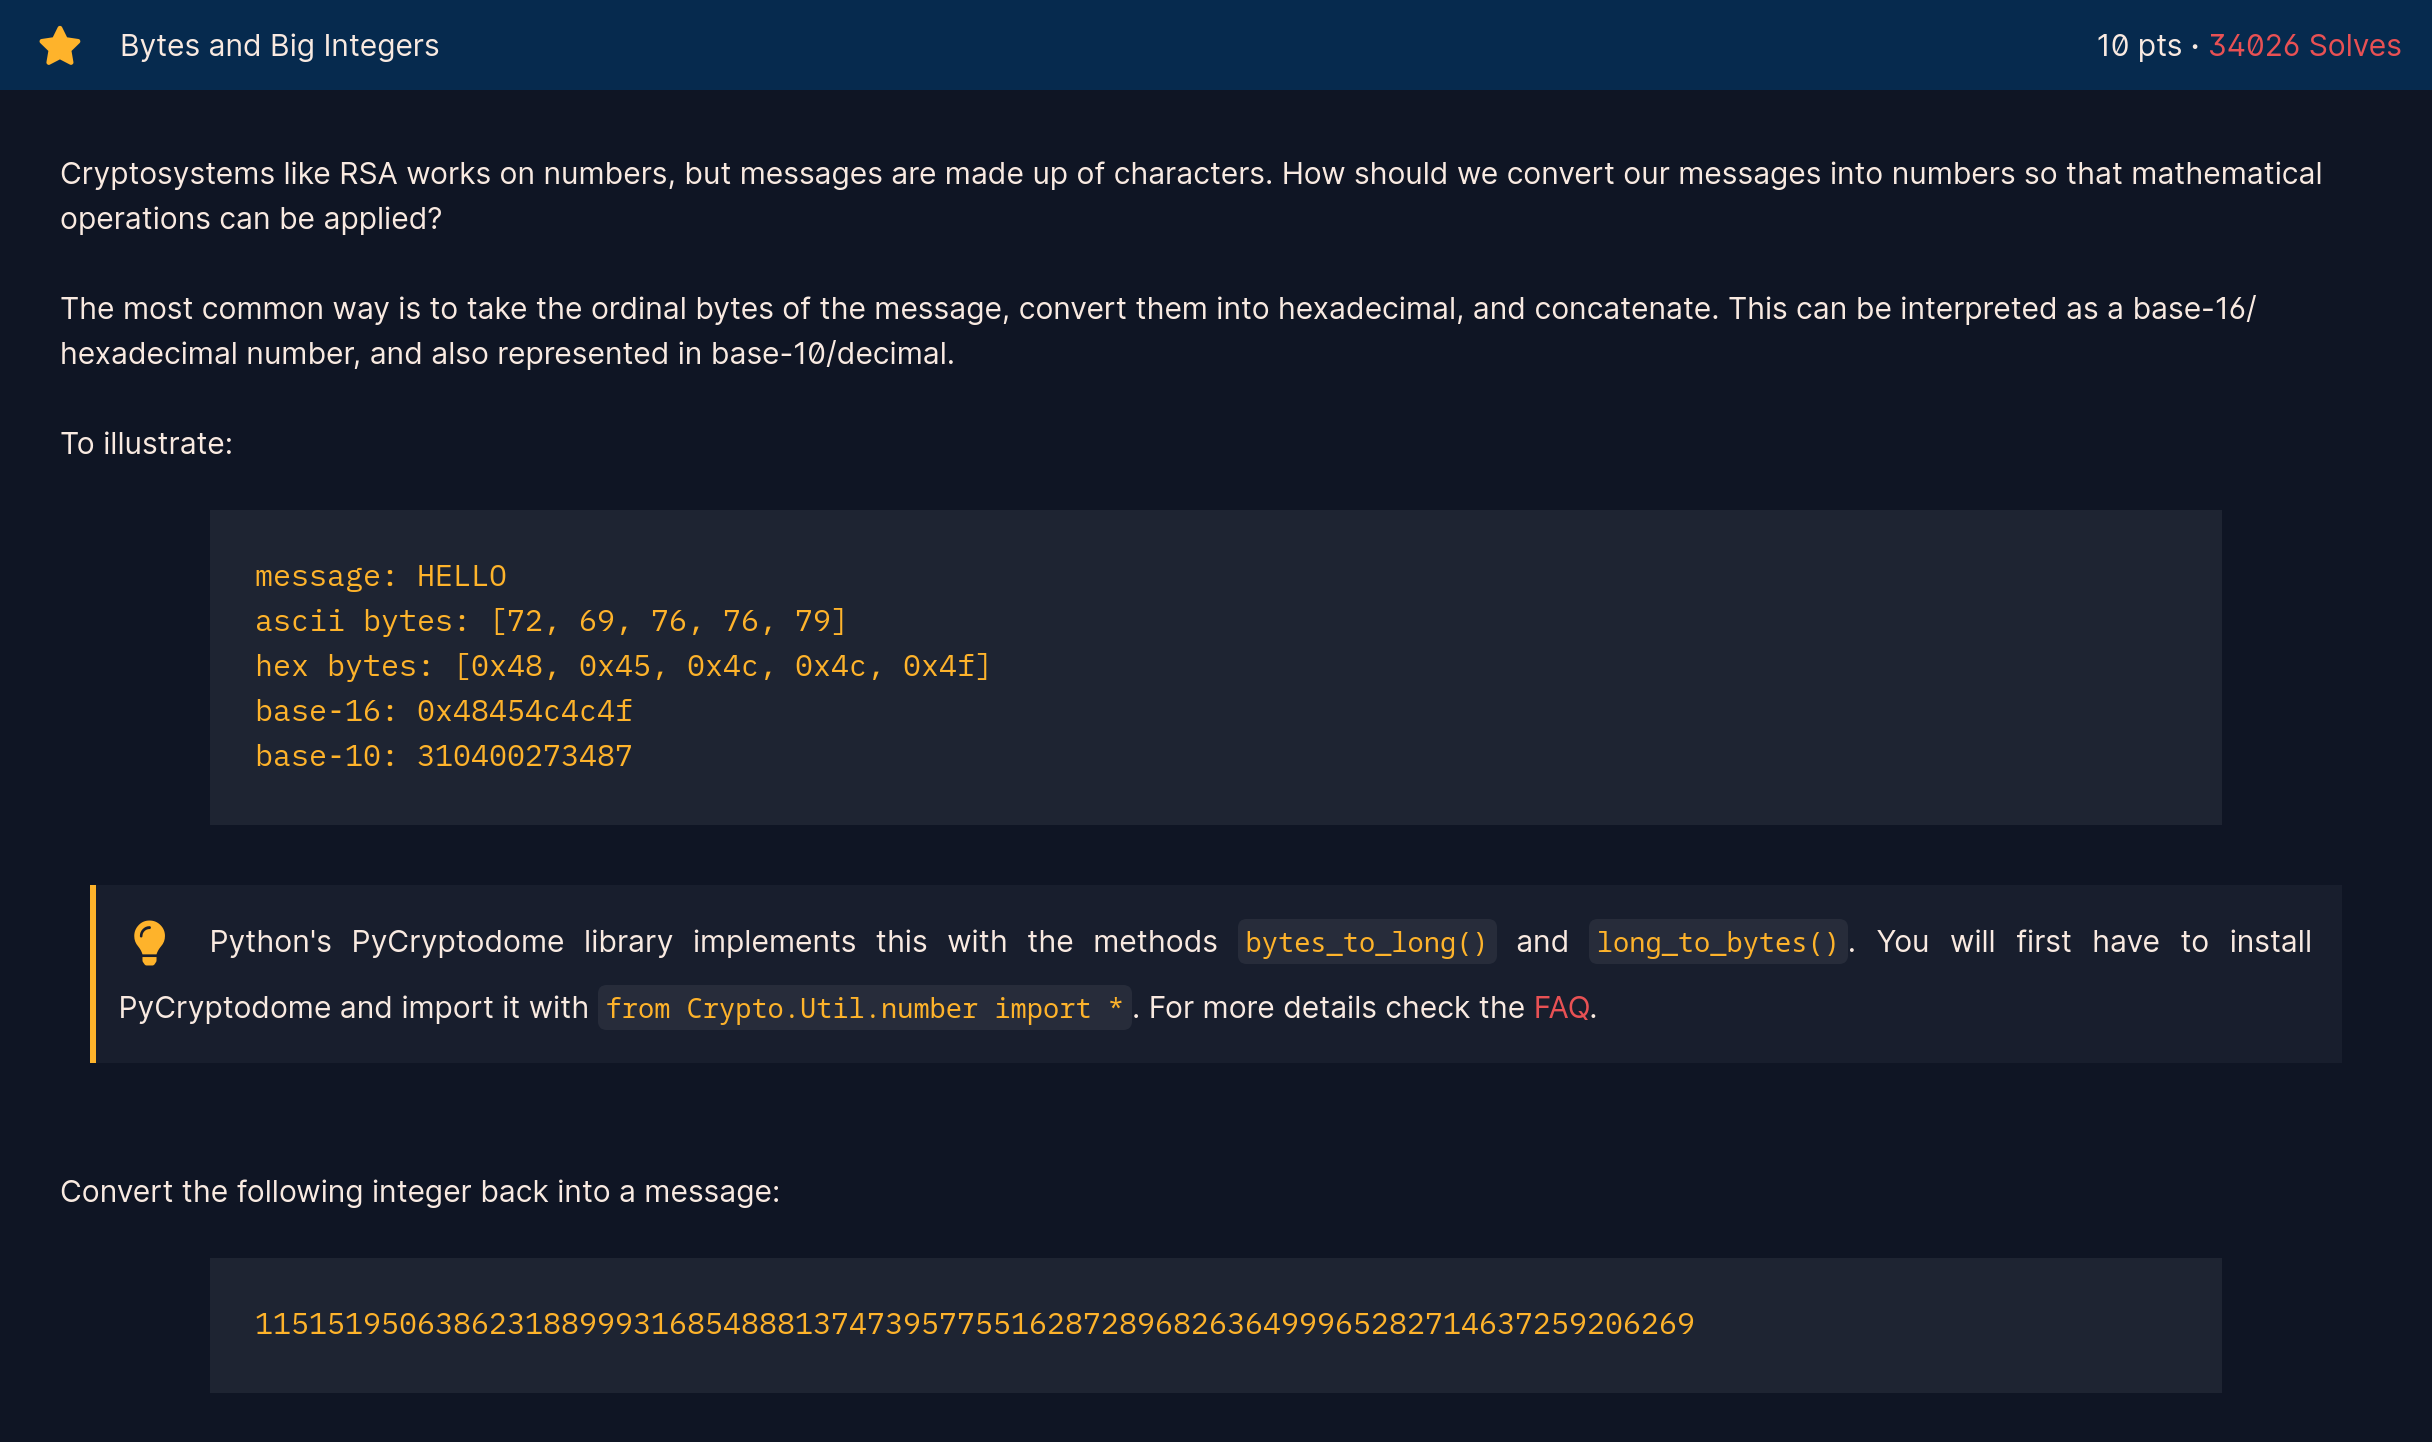 Bytes and Big Integers
10 pts · 34026 Solves
Cryptosystems like RSA works on numbers, but messages are made up of characters. How should we convert our messages into numbers so that mathematical
operations can be applied?
The most common way is to take the ordinal bytes of the message, convert them into hexadecimal, and concatenate. This can be interpreted as a base-16/
hexadecimal number, and also represented in base-10/decimal.
To illustrate:
message: HELLO
ascii bytes: [72, 69, 76, 76, 79]
hex bytes: [0x48, 0x45, 0x4c, 0x4c, 0x4f]
base-16: 0x48454c4c4f
base-10: 310400273487
Python's PyCryptodome library implements this with the methods bytes_to_long() and long_to_bytes(). You will first have to install
PyCryptodome and import it with from Crypto.Util.number import *. For more details check the FAQ.
Convert the following integer back into a message:
11515195063862318899931685488813747395775516287289682636499965282714637259206269